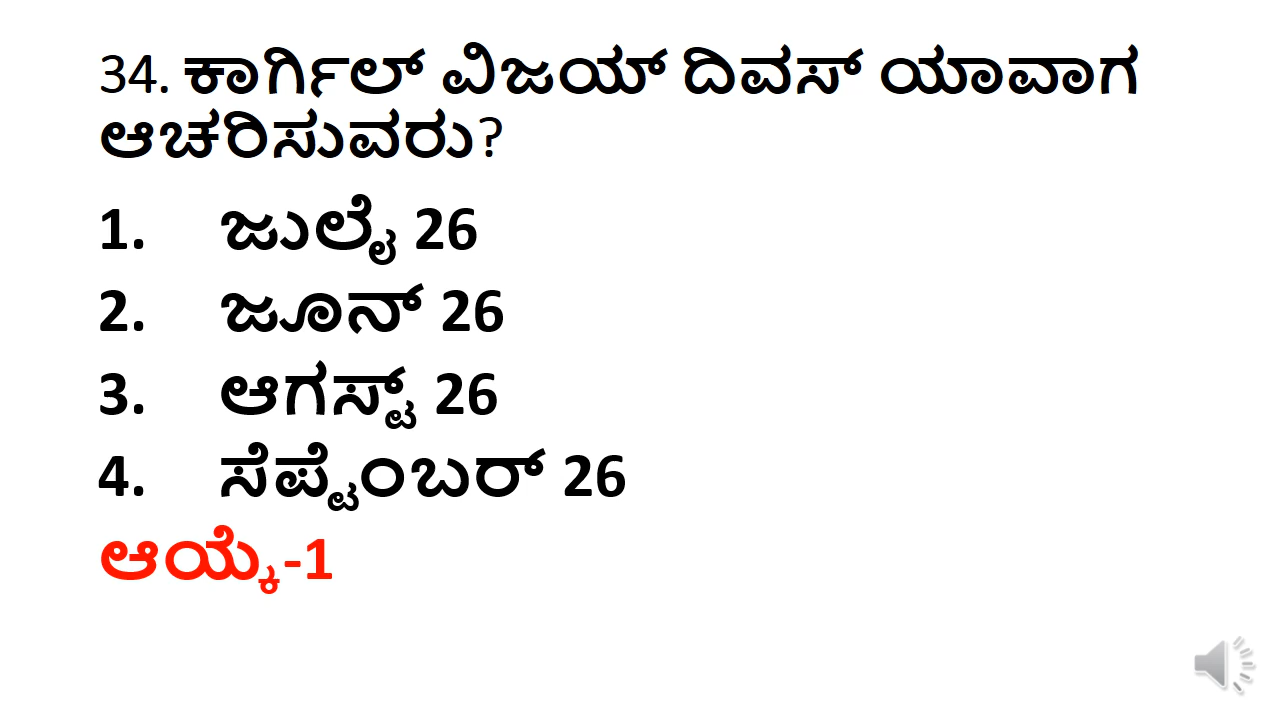 34. ಕಾರ್ಗಿಲ್ ವಿಜಯ್ ದಿವಸ್ ಯಾವಾಗ
ಆಚರಿಸುವರು?
1. ಜುಲೈ 26
2. ಜೂನ್ 26
3. ಆಗಸ್ಟ್ 26
4. ಸೆಪ್ಟೆಂಬರ್ 26
ಆಯ್ಕೆ-1